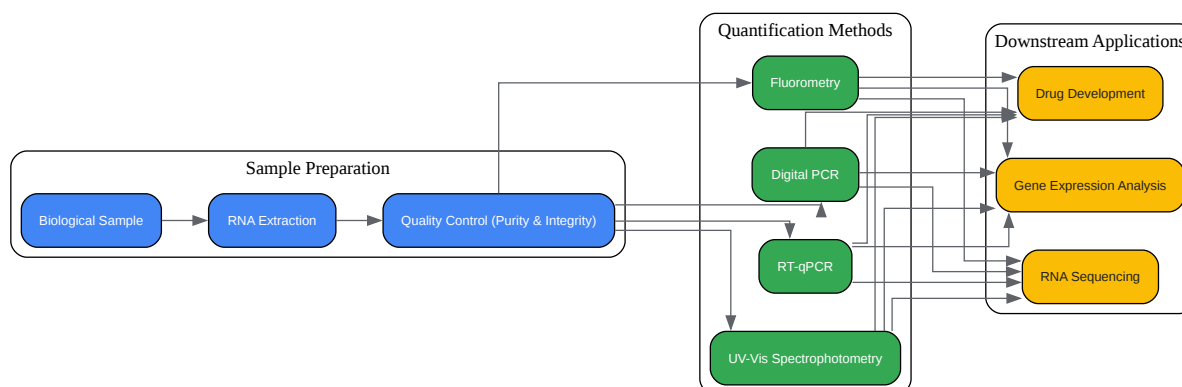 Sample Preparation
Biological Sample
RNA Extraction
Quality Control (Purity & Integrity)
Quantification Methods
Fluorometry
Digital PCR
RT-qPCR
UV-Vis Spectrophotometry
Downstream Applications
Drug Development
Gene Expression Analysis
RNA Sequencing